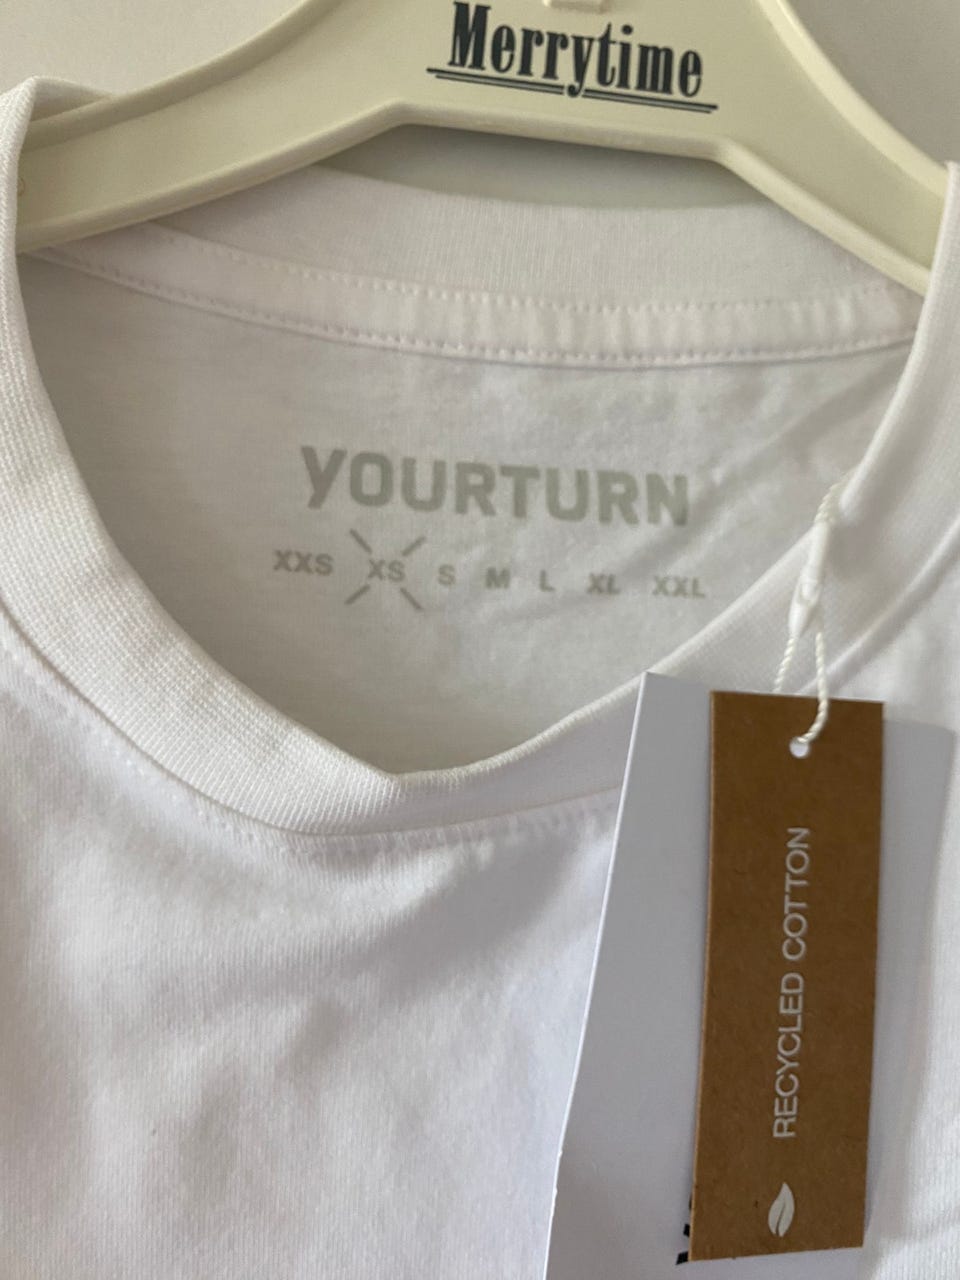 Merrytime
YOURTURN
XXS XS S M L XL XXL
RECYCLED COTTON